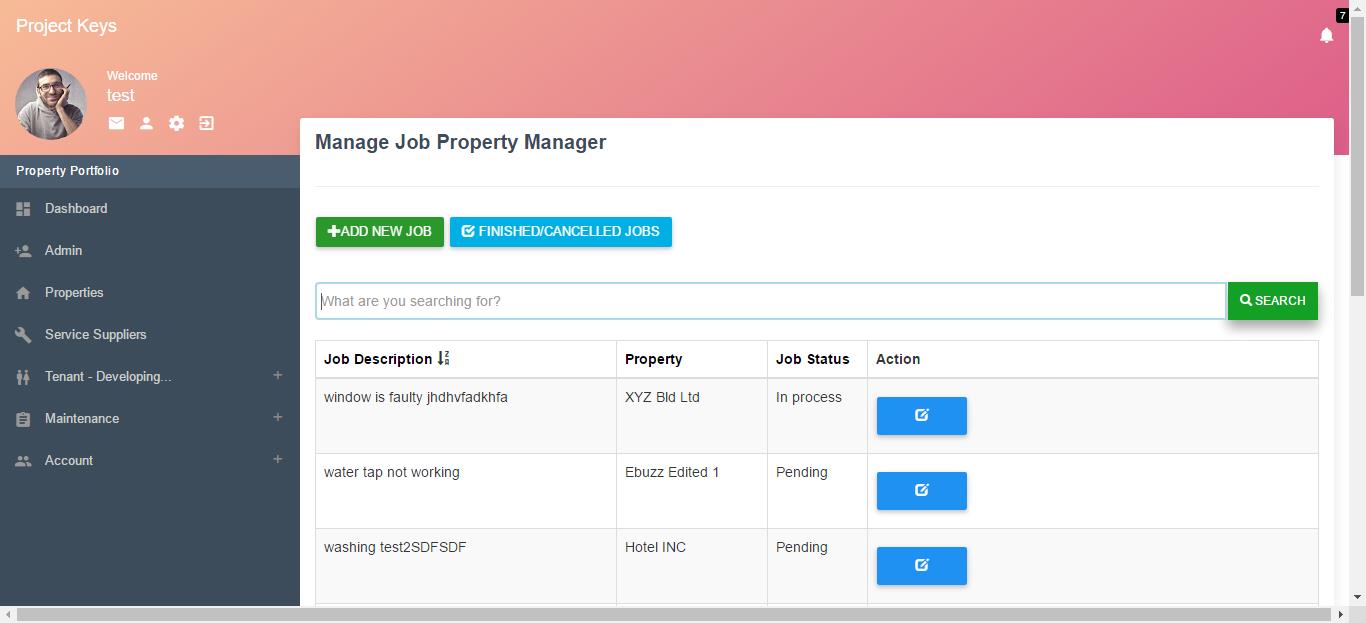 Project Keys
7
Welcome
test
Property Portfolio
Dashboard
Admin
Properties
Service Suppliers
Tenant - Developing... +
Maintenance +
Account +
Manage Job Property Manager
+ADD NEW JOB FINISHED/CANCELLED JOBS
What are you searching for? SEARCH
Job Description Property Job Status Action
window is faulty jhdhvfadkhfa XYZ Bld Ltd In process
water tap not working Ebuzz Edited 1 Pending
washing test2SDFSDF Hotel INC Pending